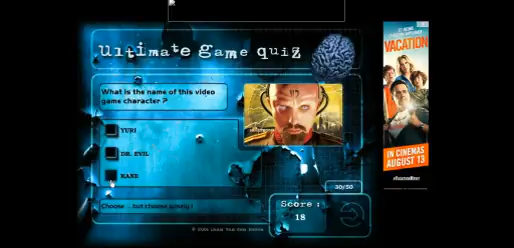 ultimate game quiz
What is the name of this video
game character ?
YURI
DR. EVIL
KANE
Choose ... but choose wisely !
30/50
Score :
18
VACATION
IN CINEMAS
AUGUST 13